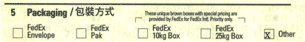 5 Packaging / 包裝方式
These unique brown boxes with special pricing are
provided by FedEx for FedEx Intl. Priority only.
FedEx Envelope
FedEx Pak
FedEx 10kg Box
FedEx 25kg Box
X Other